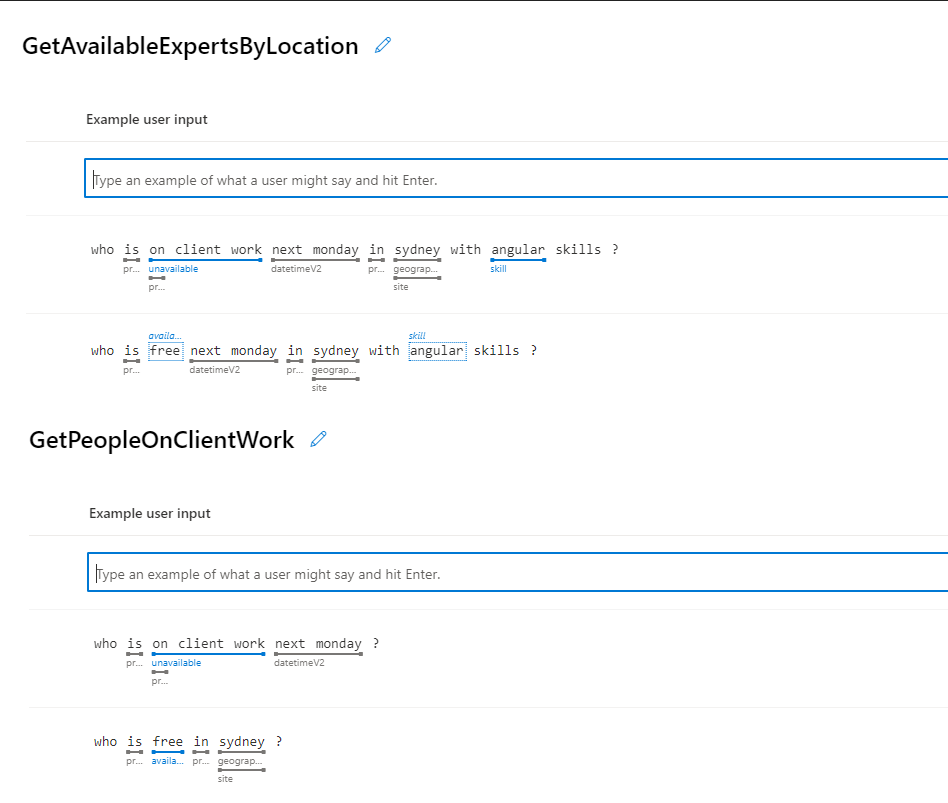 GetAvailableExpertsByLocation
Example user input
Type an example of what a user might say and hit Enter.
who is on client work next monday in sydney with angular skills ?
pr... unavailable datetimeV2 pr... geograp... skill
pr... site
availa... skill
who is free next monday in sydney with angular skills ?
pr... datetimeV2 pr... geograp...
site
GetPeopleOnClientWork
Example user input
Type an example of what a user might say and hit Enter.
who is on client work next monday ?
pr... unavailable datetimeV2
pr...
who is free in sydney ?
pr... availa... pr... geograp...
site